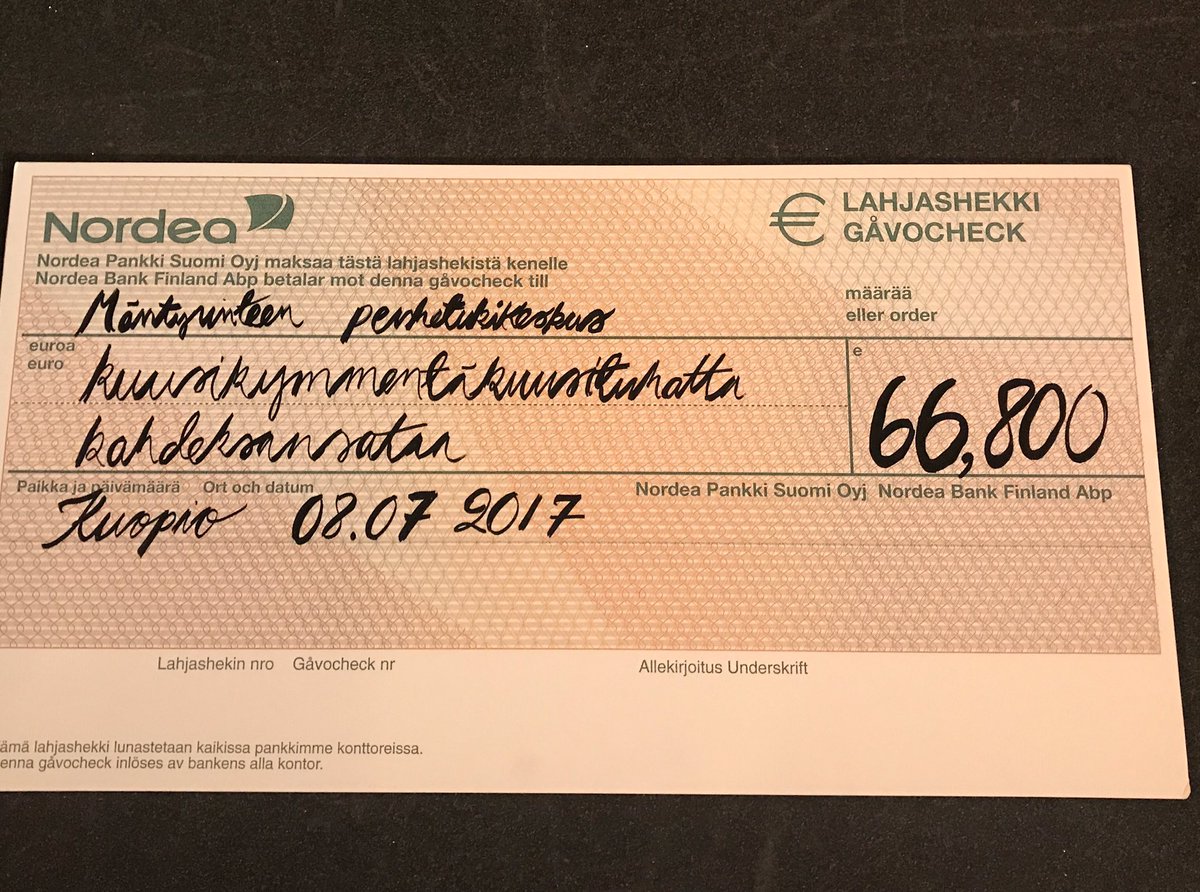 Nordea
€ LAHJASHEKKI
GÅVOCHECK
Nordea Pankki Suomi Oyj maksaa tästä lahjashekistä kenelle
Nordea Bank Finland Abp betalar mot denna gåvocheck till
Mäntyrinteen perhetukikeskus
määrää
eller order
euroa
euro
kuusikymmentäkuusituhatta
kahdeksansataa
e
66,800
Paikka ja päivämäärä Ort och datum
Nordea Pankki Suomi Oyj Nordea Bank Finland Abp
Kuopio 08.07 2017
Lahjashekin nro Gåvocheck nr
Allekirjoitus Underskrift
ämä lahjashekki lunastetaan kaikissa pankkimme konttoreissa.
enna gåvocheck inlöses av bankens alla kontor.